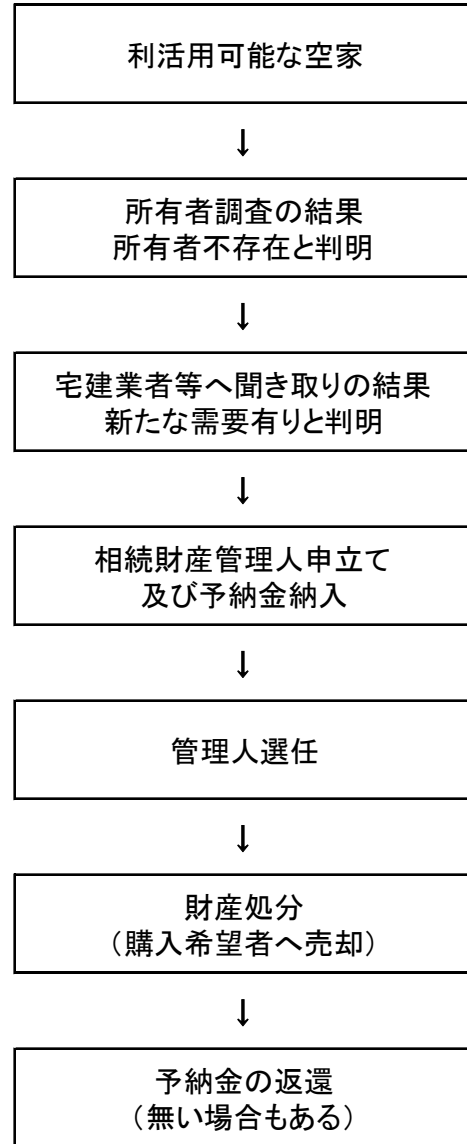 利活用可能な空家
↓
所有者調査の結果
所有者不存在と判明
↓
宅建業者等へ聞き取りの結果
新たな需要有りと判明
↓
相続財産管理人申立て
及び予納金納入
↓
管理人選任
↓
財産処分
（購入希望者へ売却）
↓
予納金の返還
（無い場合もある）